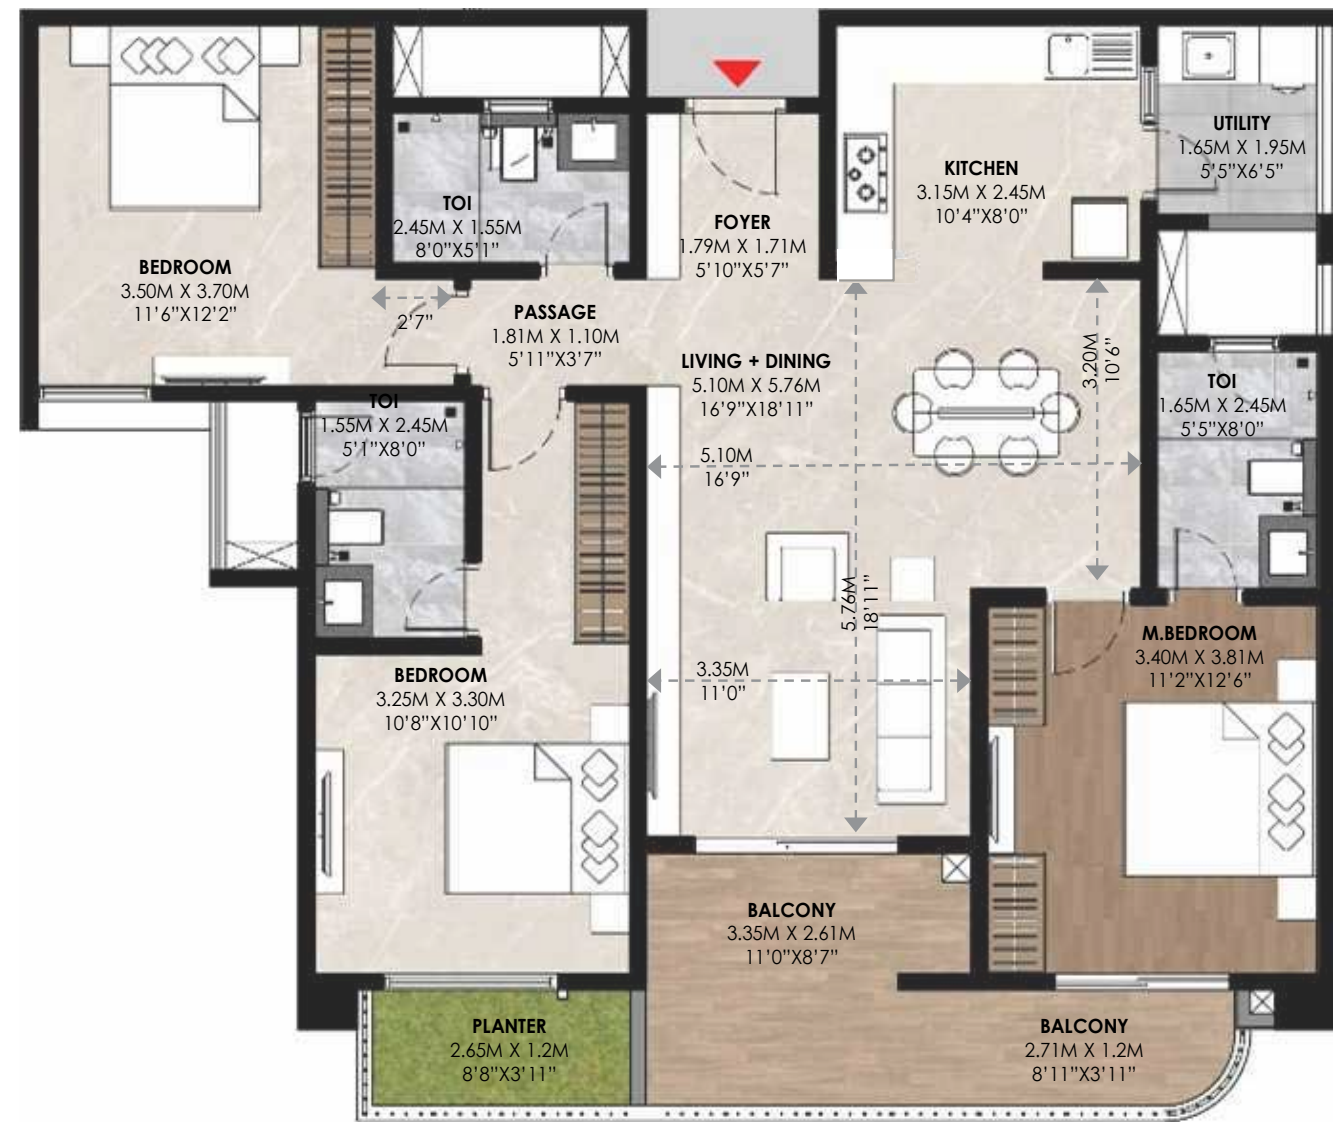 UTILITY
1.65M X 1.95M
5'5"X6'5"
KITCHEN
3.15M X 2.45M
10'4"X8'0"
TOI
2.45M X 1.55M
8'0"X5'1"
FOYER
1.79M X 1.71M
5'10"X5'7"
BEDROOM
3.50M X 3.70M
11'6"X12'2"
2'7"
PASSAGE
1.81M X 1.10M
5'11"X3'7"
LIVING + DINING
5.10M X 5.76M
16'9"X18'11"
3.20M
10'6"
TOI
1.65M X 2.45M
5'5"X8'0"
TOI
1.55M X 2.45M
5'1"X8'0"
5.10M
16'9"
5.76M
18'11"
M.BEDROOM
3.40M X 3.81M
11'2"X12'6"
BEDROOM
3.25M X 3.30M
10'8"X10'10"
3.35M
11'0"
BALCONY
3.35M X 2.61M
11'0"X8'7"
PLANTER
2.65M X 1.2M
8'8"X3'11"
BALCONY
2.71M X 1.2M
8'11"X3'11"